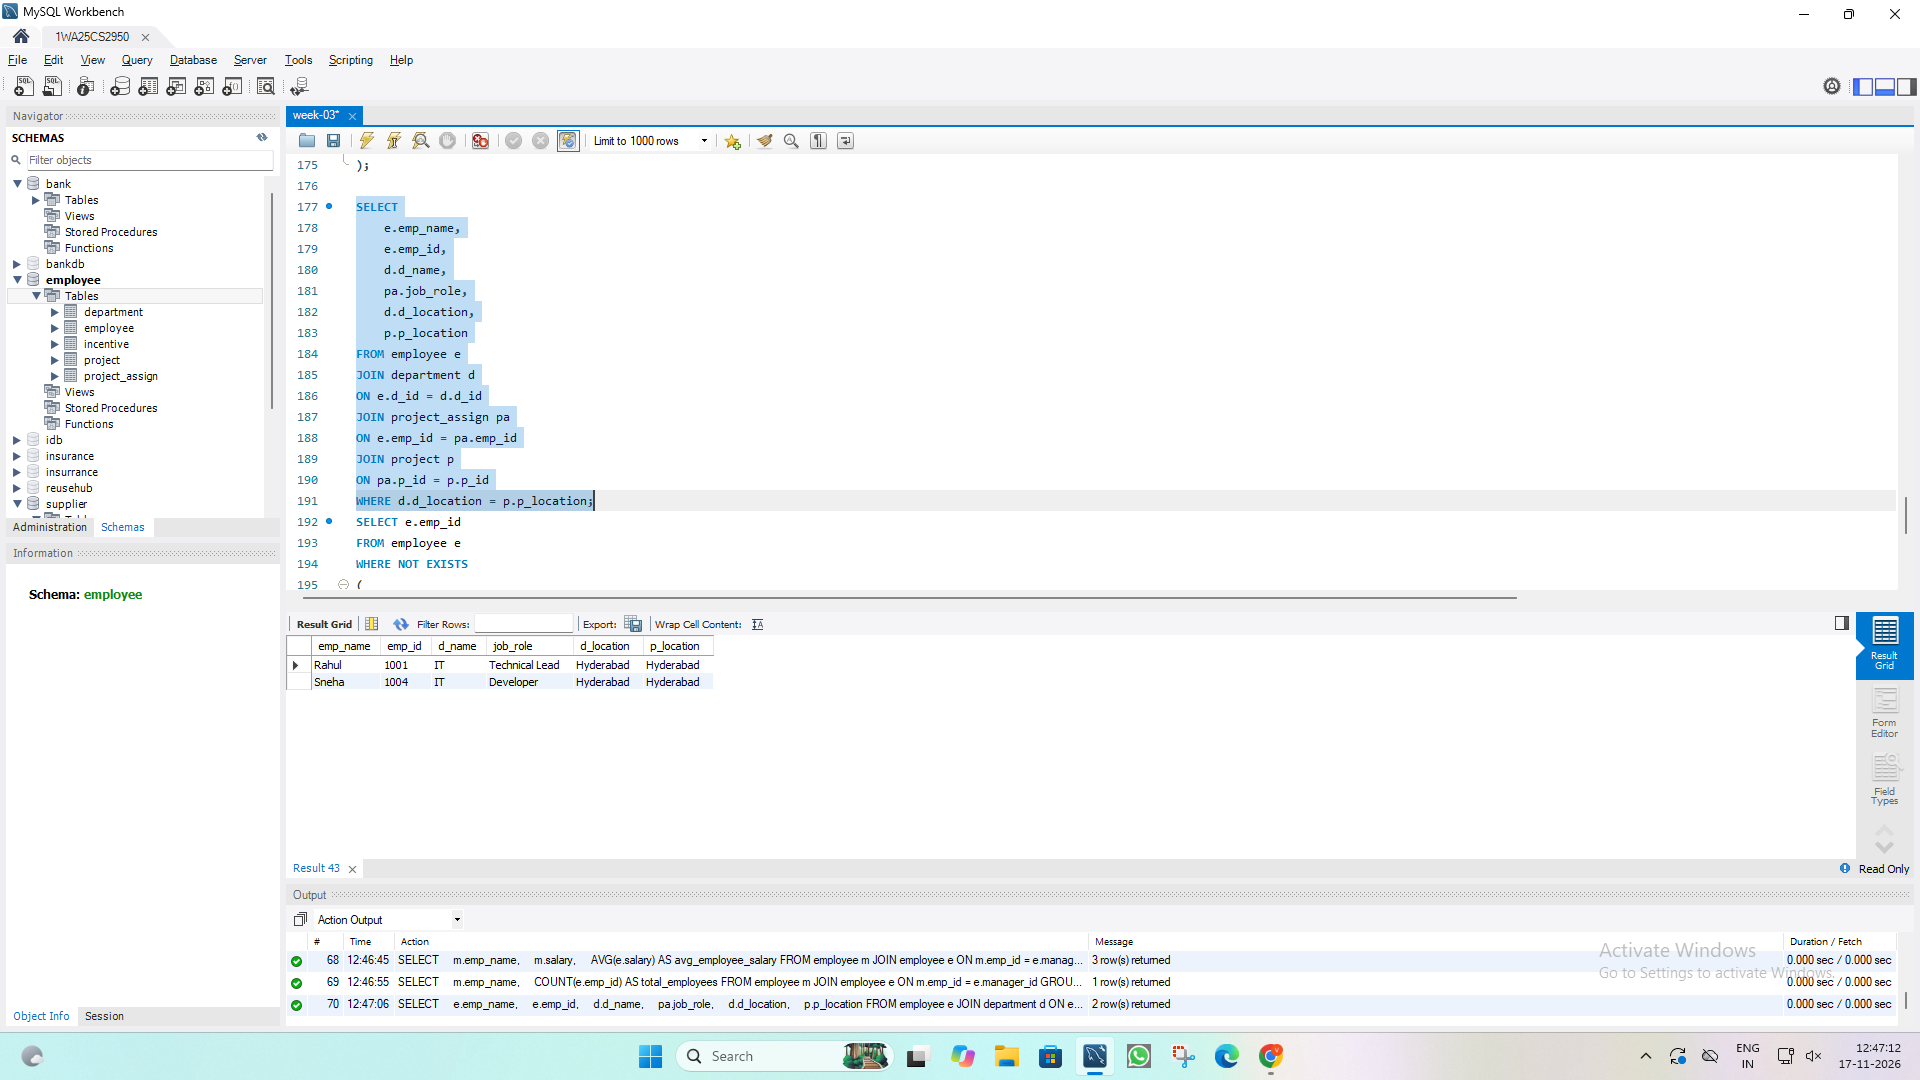 MySQL Workbench
1WA25CS2950
File Edit View Query Database Server Tools Scripting Help
Navigator
SCHEMAS
Filter objects
bank
Tables
Views
Stored Procedures
Functions
bankdb
employee
Tables
department
employee
incentive
project
project_assign
Views
Stored Procedures
Functions
idb
insurance
insurrance
reusehub
supplier
Administration Schemas
Information
Schema: employee
Object Info Session
week-03*
Limit to 1000 rows
175 );
176
177 SELECT
178 e.emp_name,
179 e.emp_id,
180 d.d_name,
181 pa.job_role,
182 d.d_location,
183 p.p_location
184 FROM employee e
185 JOIN department d
186 ON e.d_id = d.d_id
187 JOIN project_assign pa
188 ON e.emp_id = pa.emp_id
189 JOIN project p
190 ON pa.p_id = p.p_id
191 WHERE d.d_location = p.p_location;
192 SELECT e.emp_id
193 FROM employee e
194 WHERE NOT EXISTS
195 (
Result Grid Filter Rows: Export: Wrap Cell Content:
emp_name emp_id d_name job_role d_location p_location
Rahul 1001 IT Technical Lead Hyderabad Hyderabad
Sneha 1004 IT Developer Hyderabad Hyderabad
Result Grid
Form Editor
Field Types
Result 43
Read Only
Output
Action Output
# Time Action Message Duration / Fetch
68 12:46:45 SELECT m.emp_name, m.salary, AVG(e.salary) AS avg_employee_salary FROM employee m JOIN employee e ON m.emp_id = e.manag... 3 row(s) returned 0.000 sec / 0.000 sec
69 12:46:55 SELECT m.emp_name, COUNT(e.emp_id) AS total_employees FROM employee m JOIN employee e ON m.emp_id = e.manager_id GROU... 1 row(s) returned 0.000 sec / 0.000 sec
70 12:47:06 SELECT e.emp_name, e.emp_id, d.d_name, pa.job_role, d.d_location, p.p_location FROM employee e JOIN department d ON e... 2 row(s) returned 0.000 sec / 0.000 sec
Activate Windows
Go to Settings to activate Windows.
Search
ENG
IN
12:47:12
17-11-2026